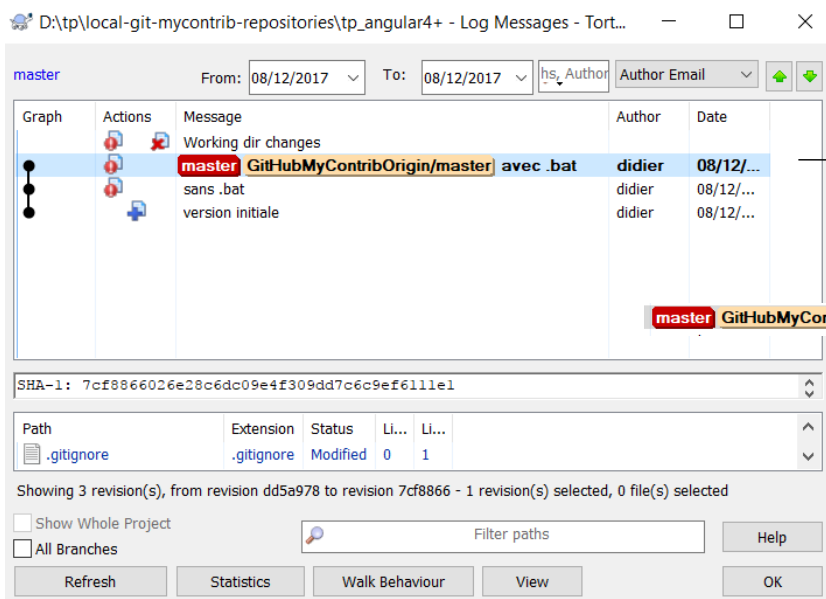 D:\tp\local-git-mycontrib-repositories\tp_angular4+ - Log Messages - Tort...
master From: 08/12/2017 To: 08/12/2017 hs, Author Author Email
Graph Actions Message Author Date
Working dir changes
master GitHubMyContribOrigin/master avec .bat didier 08/12/...
sans .bat didier 08/12/...
version initiale didier 08/12/...
master GitHubMyCon
SHA-1: 7cf8866026e28c6dc09e4f309dd7c6c9ef6111e1
Path Extension Status Li... Li...
.gitignore .gitignore Modified 0 1
Showing 3 revision(s), from revision dd5a978 to revision 7cf8866 - 1 revision(s) selected, 0 file(s) selected
Show Whole Project
Filter paths
Help
All Branches
Refresh Statistics Walk Behaviour View OK